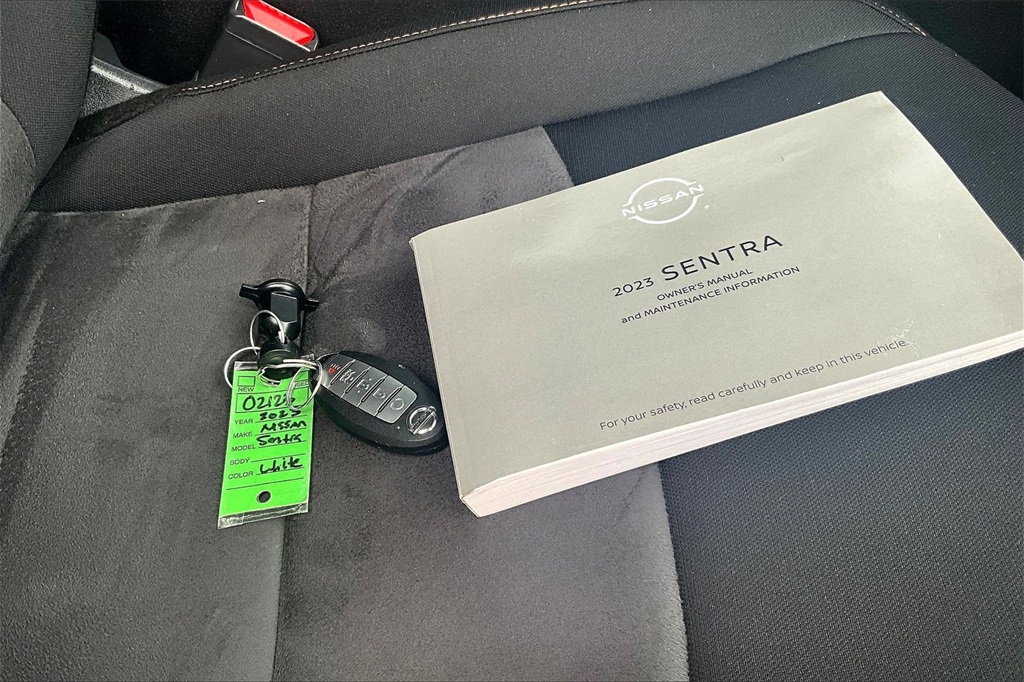 NISSAN
2023 SENTRA
OWNER'S MANUAL
and MAINTENANCE INFORMATION
For your safety, read carefully and keep in this vehicle.
NEW
YEAR 2023
MAKE NISSAN
MODEL Sentra
BODY
COLOR white